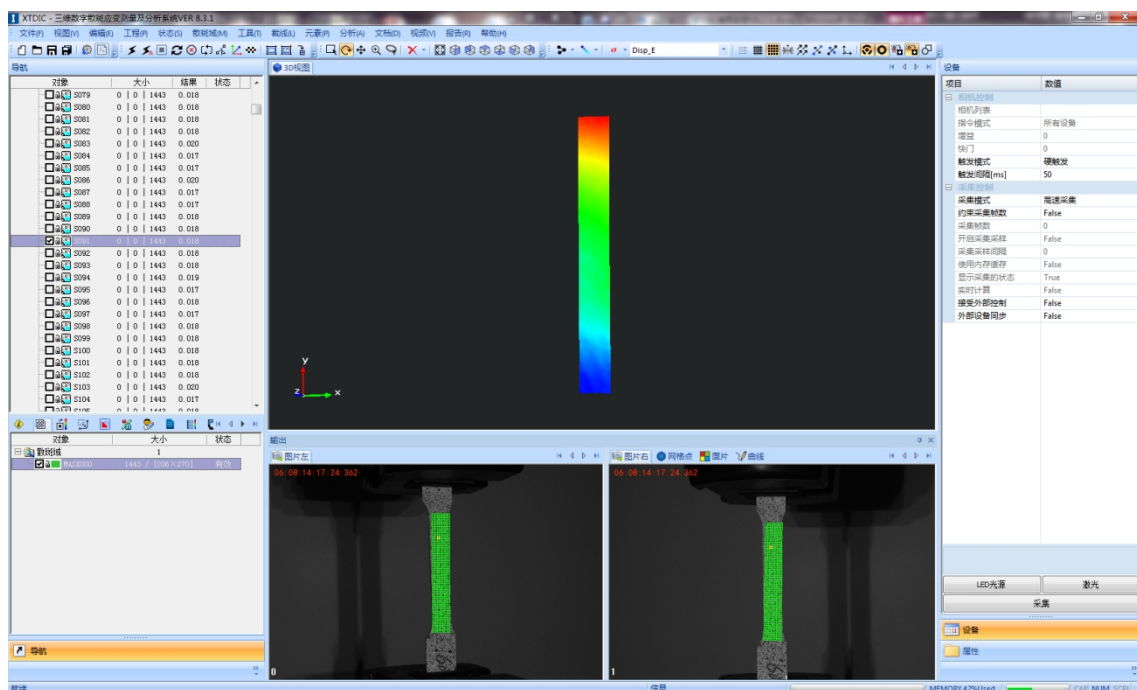 XTDIC - 三维数字散斑应变测量及分析系统VER 8.3.1
文件(F) 视图(V) 编辑(E) 工程(P) 状态(S) 散斑域(M) 工具(T) 截线(L) 元素(P) 分析(A) 文档(D) 视频(V) 报告(R) 帮助(H)
Disp_E
导航
对象 大小 结果 状态
S079 0 | 0 | 1443 0.018
S080 0 | 0 | 1443 0.018
S081 0 | 0 | 1443 0.018
S082 0 | 0 | 1443 0.018
S083 0 | 0 | 1443 0.020
S084 0 | 0 | 1443 0.017
S085 0 | 0 | 1443 0.017
S086 0 | 0 | 1443 0.020
S087 0 | 0 | 1443 0.017
S088 0 | 0 | 1443 0.017
S089 0 | 0 | 1443 0.018
S090 0 | 0 | 1443 0.018
S091 0 | 0 | 1443 0.018
S092 0 | 0 | 1443 0.018
S093 0 | 0 | 1443 0.018
S094 0 | 0 | 1443 0.019
S095 0 | 0 | 1443 0.017
S096 0 | 0 | 1443 0.018
S097 0 | 0 | 1443 0.017
S098 0 | 0 | 1443 0.018
S099 0 | 0 | 1443 0.018
S100 0 | 0 | 1443 0.018
S101 0 | 0 | 1443 0.018
S102 0 | 0 | 1443 0.018
S103 0 | 0 | 1443 0.020
S104 0 | 0 | 1443 0.017
S105 0 | 0 | 1443 0.018
对象 大小 状态
散斑域 1
MASK000 1443 / [206×270] 有效
导航
就绪
3D视图
y
z x
输出
图片左
06:08:14:17:24:362
0
图片右 网格点 面片 曲线
06:08:14:17:24:362
1
信息
设备
项目 数值
相机控制
相机列表
指令模式 所有设备
增益 0
快门 0
触发模式 硬触发
触发间隔[ms] 50
采集控制
采集模式 高速采集
约束采集帧数 False
采集帧数 0
开启采集采样 False
采集采样间隔 0
使用内存缓存 False
显示采集的状态 True
实时计算 False
接受外部控制 False
外部设备同步 False
LED光源 激光
采集
设备
属性
MEMORY 47%Used CAP NUM SCRL